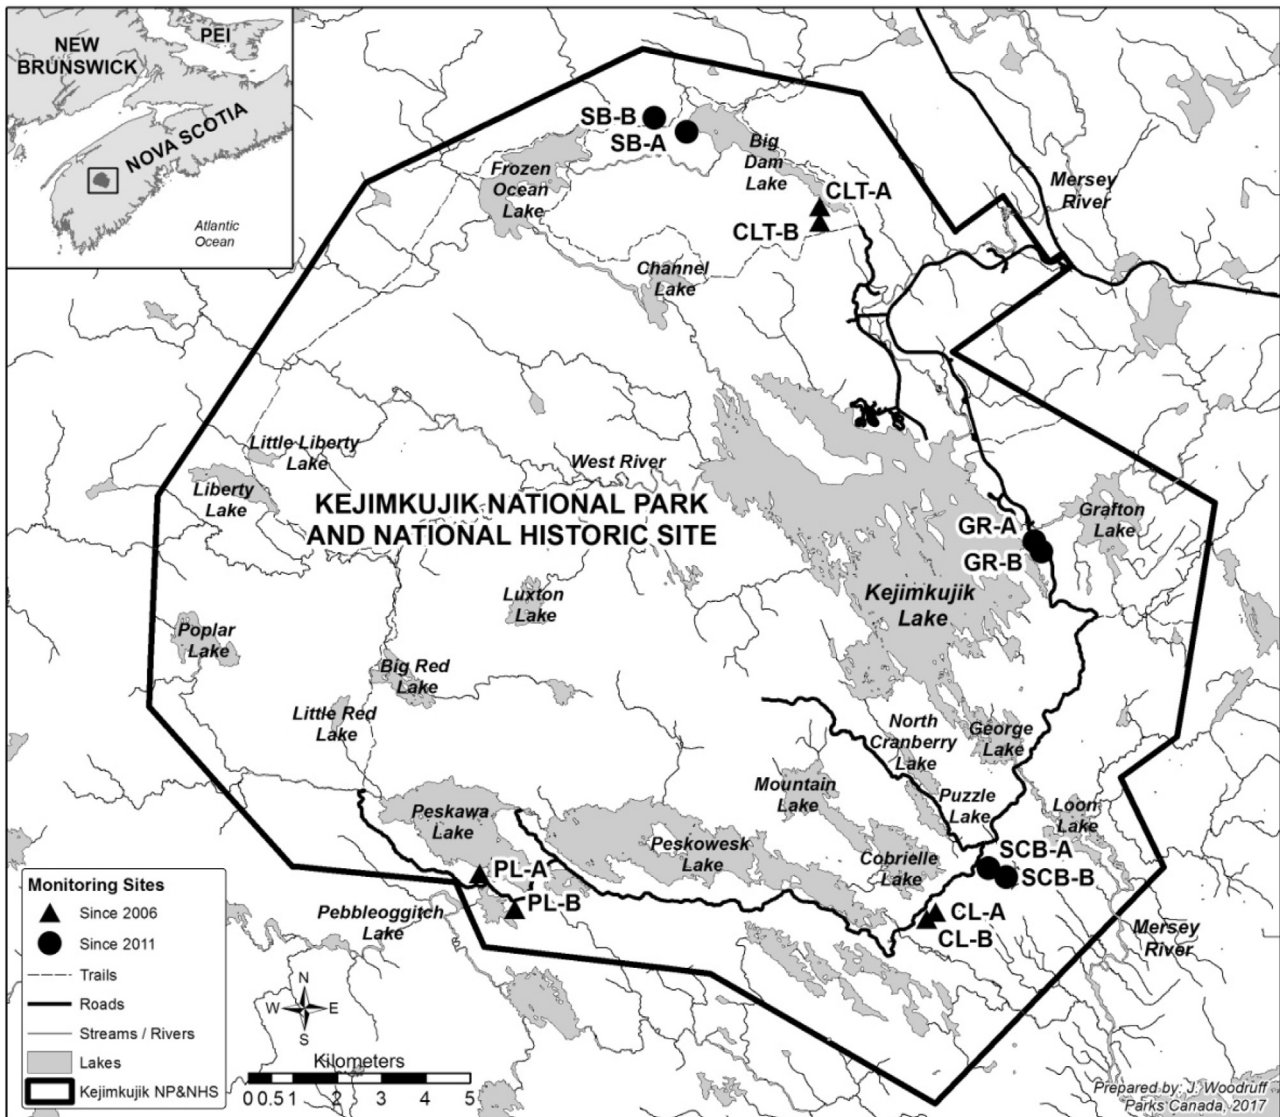 NEW
BRUNSWICK
PEI
NOVA SCOTIA
Atlantic
Ocean
SB-B
SB-A
Big
Dam
Lake
Frozen
Ocean
Lake
CLT-A
CLT-B
Mersey
River
Channel
Lake
Little Liberty
Lake
Liberty
Lake
West River
KEJIMKUJIK NATIONAL PARK
AND NATIONAL HISTORIC SITE
GR-A
GR-B
Grafton
Lake
Kejimkujik
Lake
Luxton
Lake
Poplar
Lake
Big Red
Lake
Little Red
Lake
North
Cranberry
Lake
George
Lake
Mountain
Lake
Puzzle
Lake
Loon
Lake
Peskawa
Lake
Peskowesk
Lake
Cobrielle
Lake
SCB-A
SCB-B
PL-A
PL-B
Pebbleoggitch
Lake
CL-A
CL-B
Mersey
River
Monitoring Sites
Since 2006
Since 2011
Trails
Roads
Streams / Rivers
Lakes
Kejimkujik NP&NHS
N
W E
S
Kilometers
0 0.5 1 2 3 4 5
Prepared by: J. Woodruff
Parks Canada, 2017